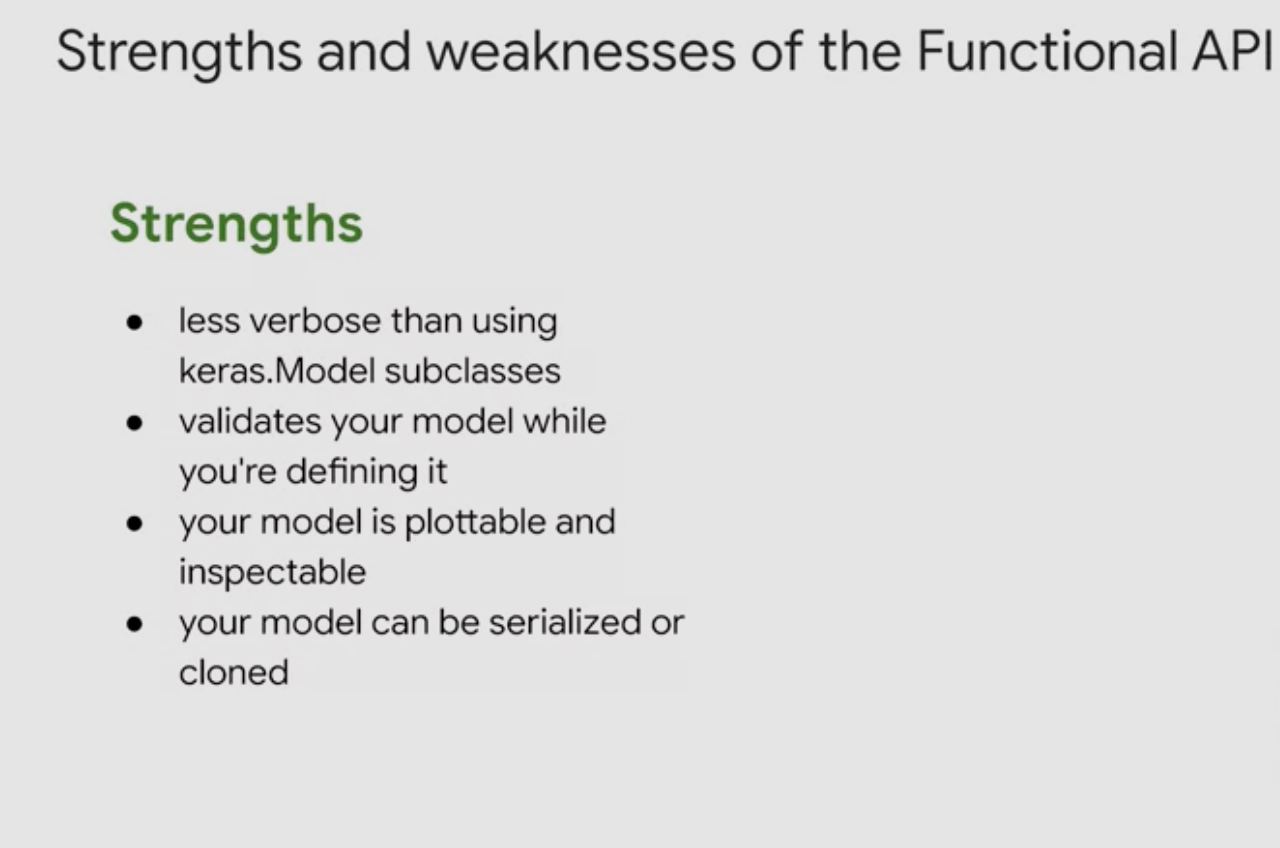 Strengths and weaknesses of the Functional API
Strengths
● less verbose than using
keras.Model subclasses
● validates your model while
you're defining it
● your model is plottable and
inspectable
● your model can be serialized or
cloned